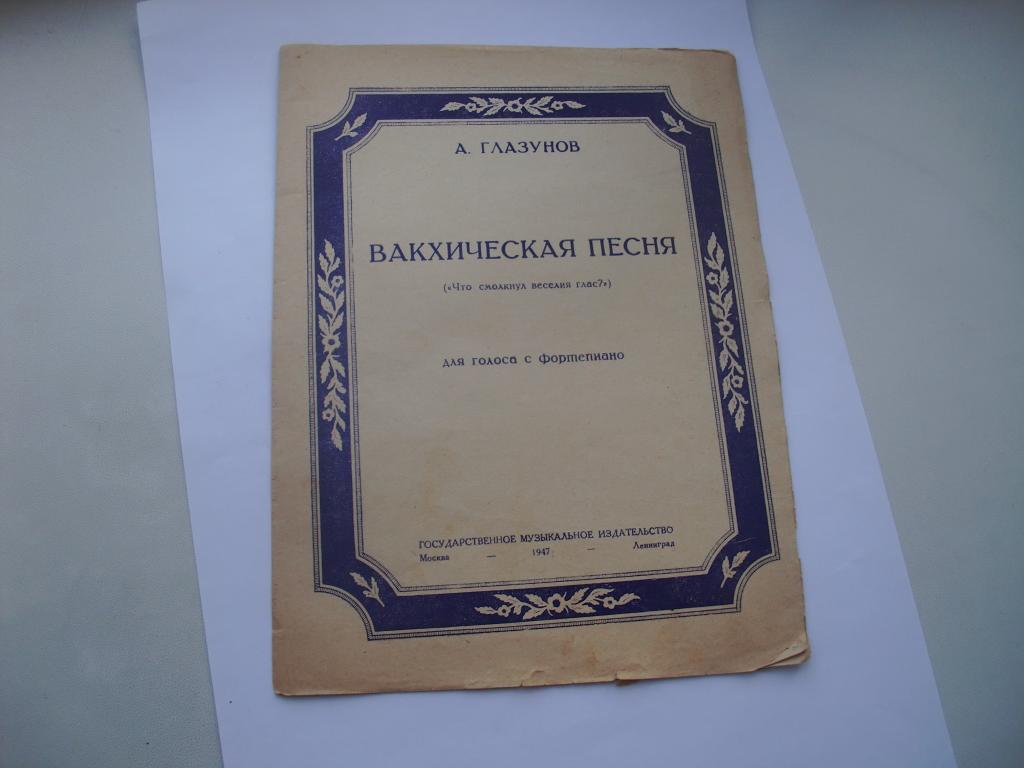 А. ГЛАЗУНОВ
ВАКХИЧЕСКАЯ ПЕСНЯ
(«Что смолкнул веселия глас?»)
для голоса с фортепиано
ГОСУДАРСТВЕННОЕ МУЗЫКАЛЬНОЕ ИЗДАТЕЛЬСТВО
Москва — 1947 — Ленинград